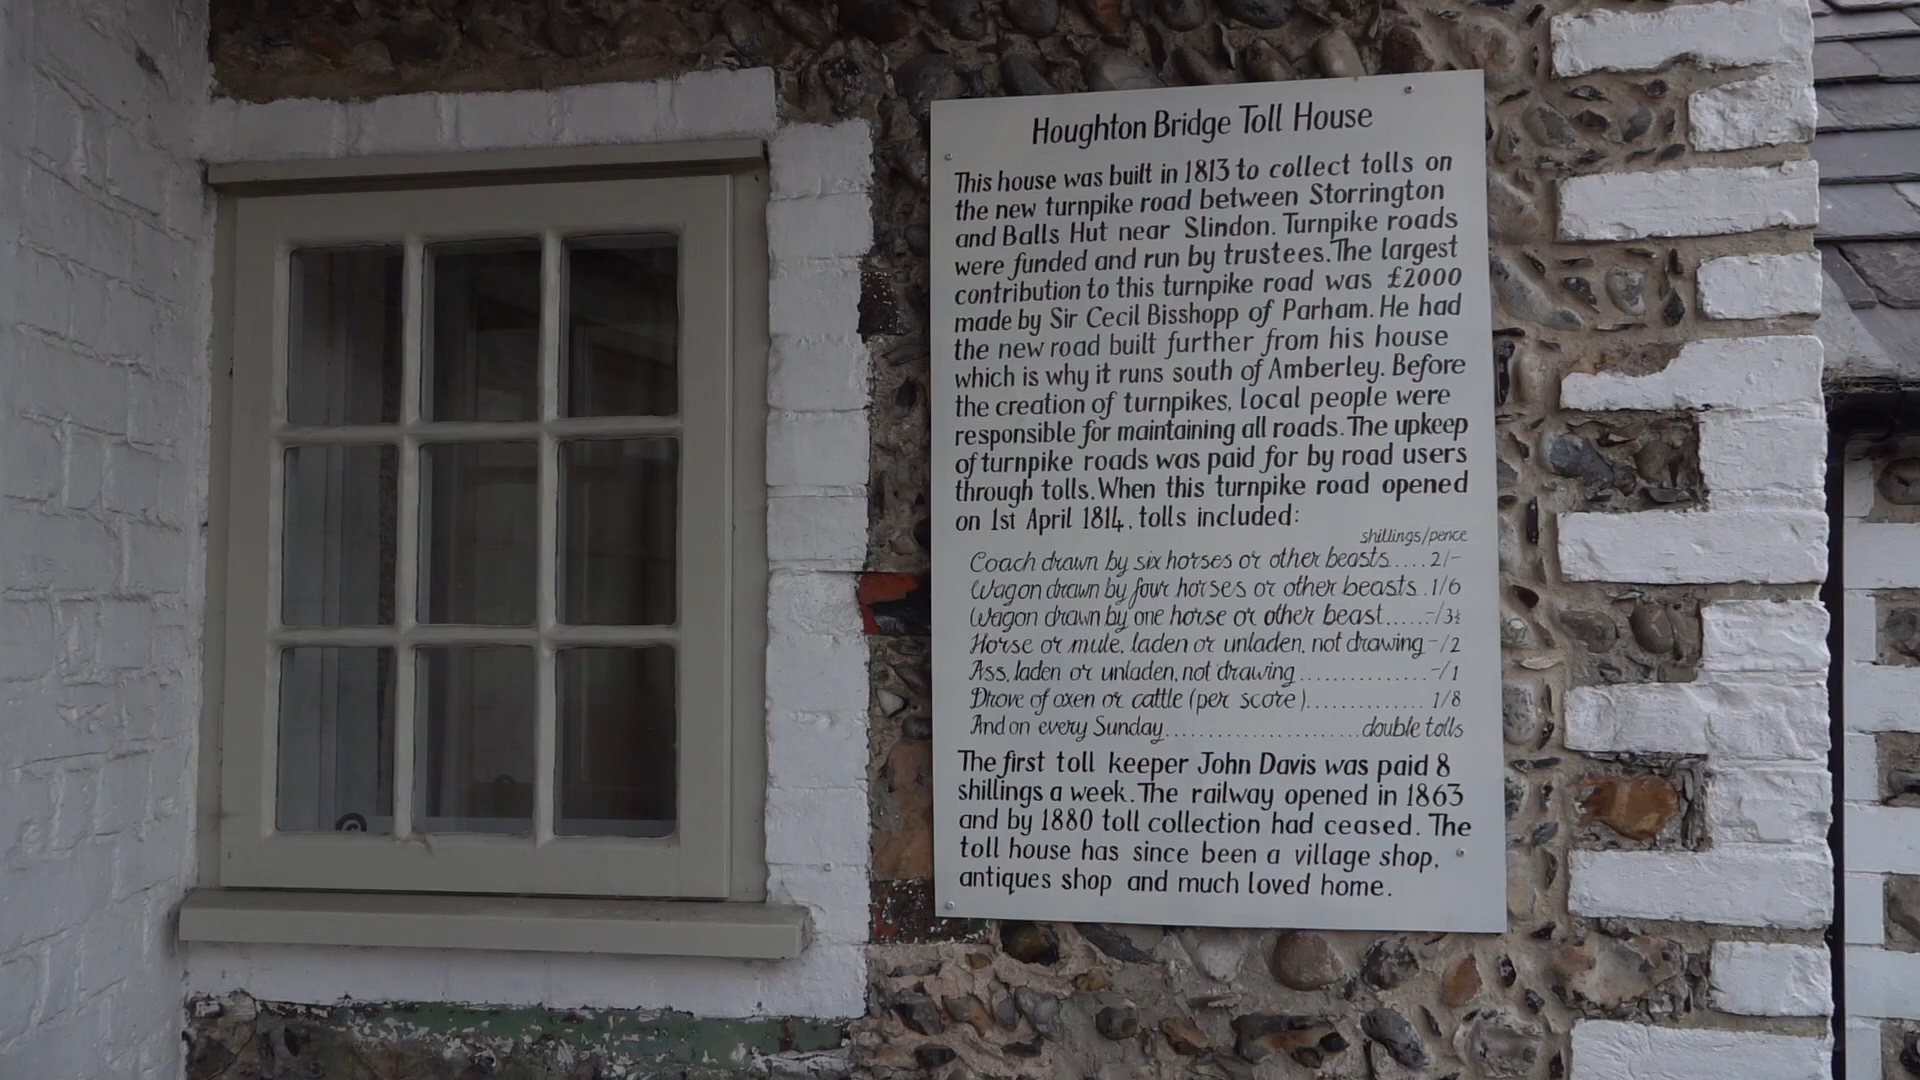 Houghton Bridge Toll House
This house was built in 1813 to collect tolls on
the new turnpike road between Storrington
and Balls Hut near Slindon. Turnpike roads
were funded and run by trustees. The largest
contribution to this turnpike road was £2000
made by Sir Cecil Bisshopp of Parham. He had
the new road built further from his house
which is why it runs south of Amberley. Before
the creation of turnpikes, local people were
responsible for maintaining all roads. The upkeep
of turnpike roads was paid for by road users
through tolls. When this turnpike road opened
on 1st April 1814, tolls included:
shillings/pence
Coach drawn by six horses or other beasts....2/-
Wagon drawn by four horses or other beasts..1/6
Wagon drawn by one horse or other beast......-/3½
Horse or mule, laden or unladen, not drawing -/2
Ass, laden or unladen, not drawing...............-/1
Drove of oxen or cattle (per score)............. 1/8
And on every Sunday......................double tolls
The first toll keeper John Davis was paid 8
shillings a week. The railway opened in 1863
and by 1880 toll collection had ceased. The
toll house has since been a village shop,
antiques shop and much loved home.